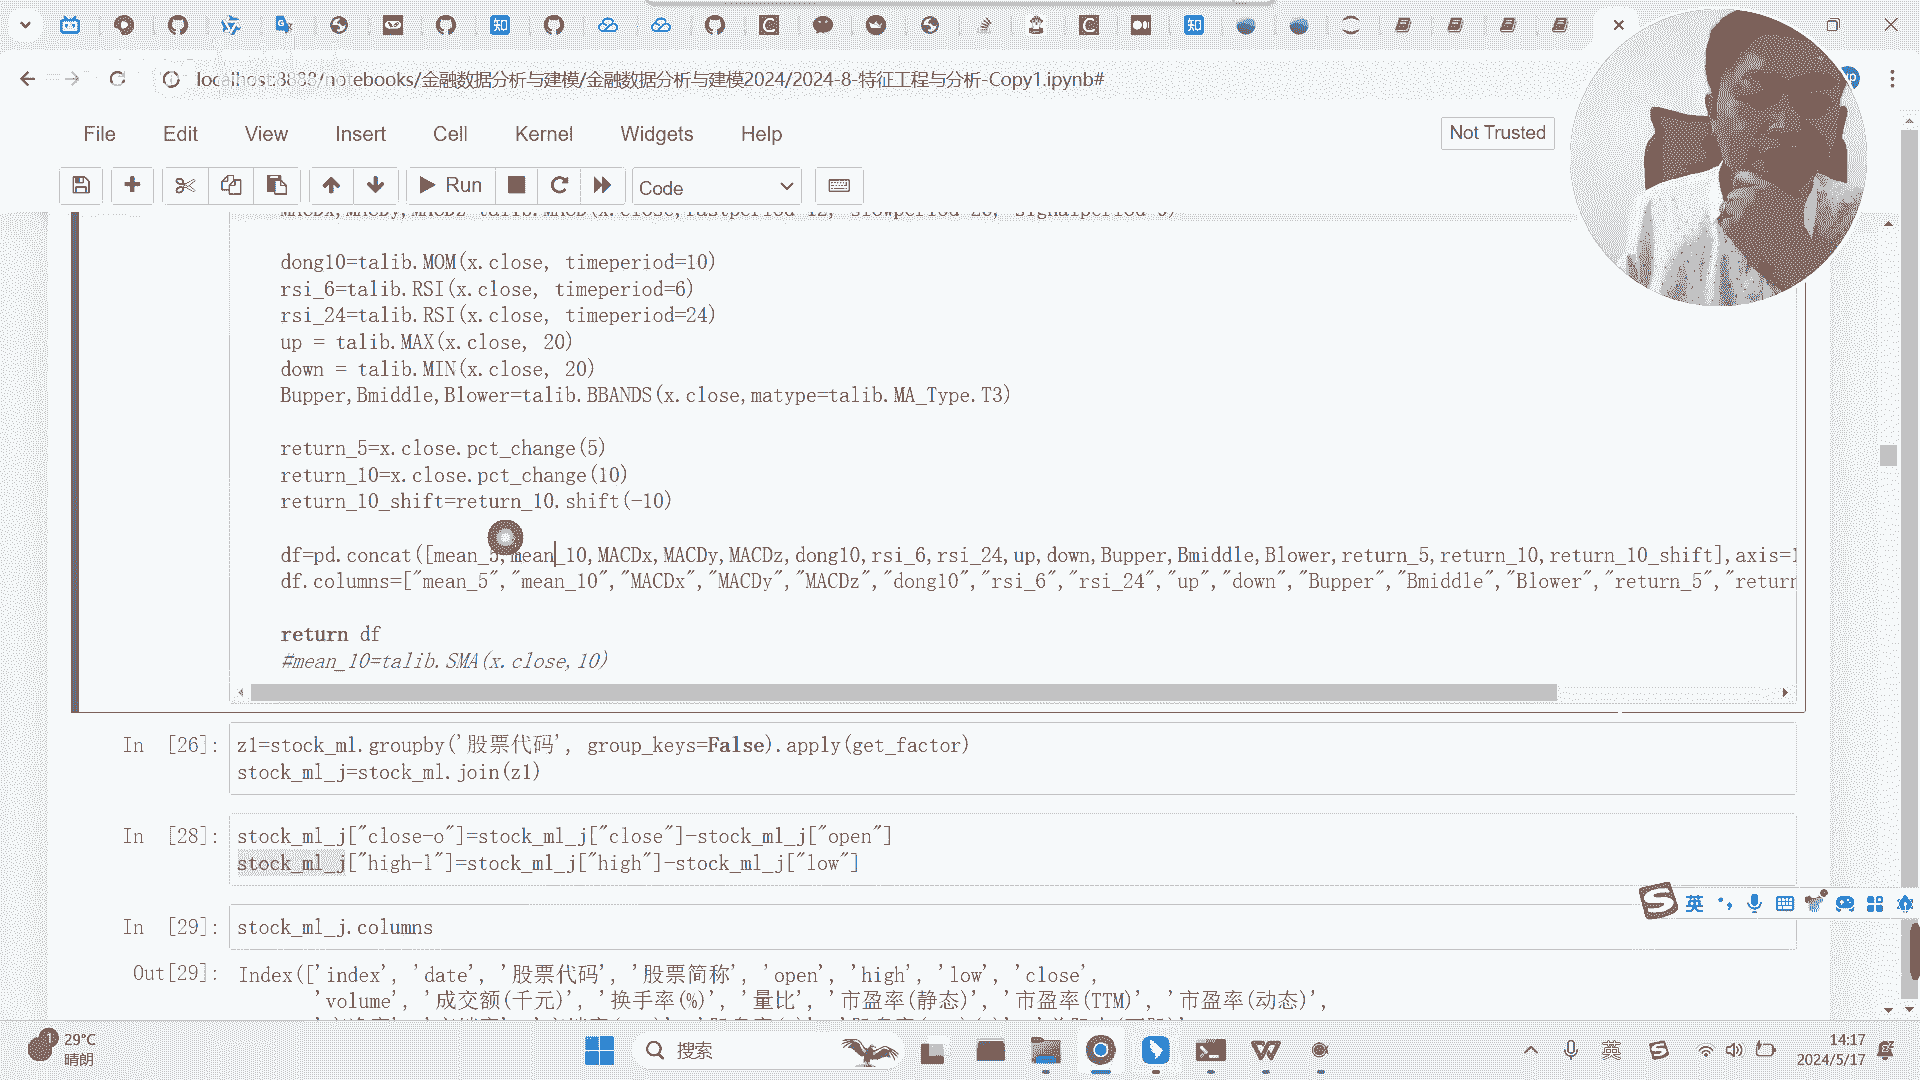 localhost:8888/notebooks/金融数据分析与建模/金融数据分析与建模2024/2024-8-特征工程与分析-Copy1.ipynb#
File Edit View Insert Cell Kernel Widgets Help
Not Trusted
Run
Code
dong10=talib.MOM(x.close, timeperiod=10)
rsi_6=talib.RSI(x.close, timeperiod=6)
rsi_24=talib.RSI(x.close, timeperiod=24)
up = talib.MAX(x.close, 20)
down = talib.MIN(x.close, 20)
Bupper,Bmiddle,Blower=talib.BBANDS(x.close,matype=talib.MA_Type.T3)
return_5=x.close.pct_change(5)
return_10=x.close.pct_change(10)
return_10_shift=return_10.shift(-10)
df=pd.concat([mean_5,mean_10,MACDx,MACDy,MACDz,dong10,rsi_6,rsi_24,up,down,Bupper,Bmiddle,Blower,return_5,return_10,return_10_shift],axis=1
df.columns=["mean_5","mean_10","MACDx","MACDy","MACDz","dong10","rsi_6","rsi_24","up","down","Bupper","Bmiddle","Blower","return_5","return
return df
#mean_10=talib.SMA(x.close,10)
In [26]: z1=stock_ml.groupby('股票代码', group_keys=False).apply(get_factor)
stock_ml_j=stock_ml.join(z1)
In [28]: stock_ml_j["close-o"]=stock_ml_j["close"]-stock_ml_j["open"]
stock_ml_j["high-l"]=stock_ml_j["high"]-stock_ml_j["low"]
In [29]: stock_ml_j.columns
Out[29]: Index(['index', 'date', '股票代码', '股票简称', 'open', 'high', 'low', 'close',
'volume', '成交额(千元)', '换手率(%)', '量比', '市盈率(静态)', '市盈率(TTM)', '市盈率(动态)',
英
1
29°C
晴朗
搜索
英
14:17
2024/5/17